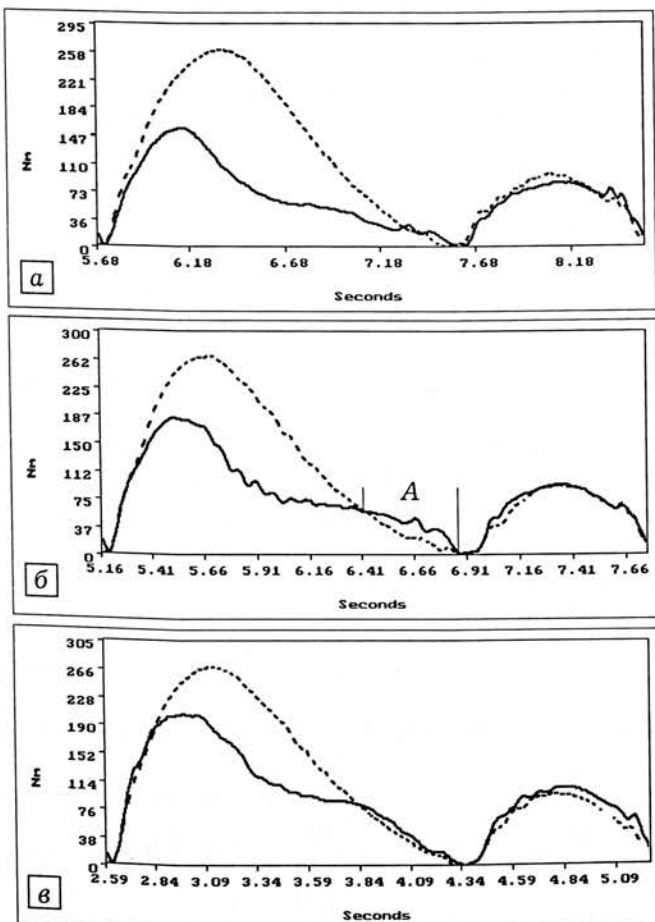 295
258
221
184
147
110
73
36
0
Nm
5.68 6.18 6.68 7.18 7.68 8.18
Seconds
а
300
262
225
187
150
112
75
37
0
Nm
A
5.16 5.41 5.66 5.91 6.16 6.41 6.66 6.91 7.16 7.41 7.66
Seconds
б
305
266
228
190
152
114
76
38
0
Nm
2.59 2.84 3.09 3.34 3.59 3.84 4.09 4.34 4.59 4.84 5.09
Seconds
в